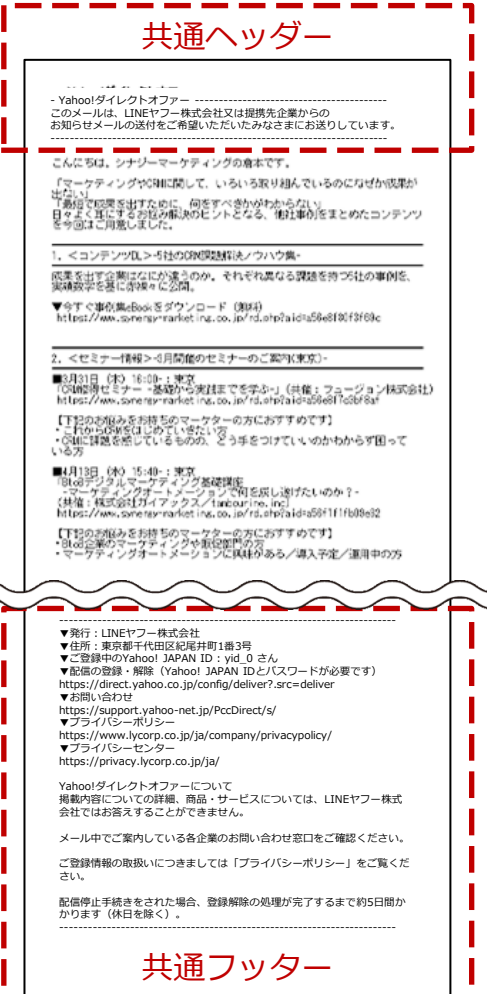 共通ヘッダー
- Yahoo!ダイレクトオファー ----------------------------------------
このメールは、LINEヤフー株式会社又は提携先企業からの
お知らせメールの送付をご希望いただいたみなさまにお送りしています。
----------------------------------------------------------------------
こんにちは。シナジーマーケティングの倉本です。
「マーケティングやCRMに関して、いろいろ取り組んでいるのになぜか成果が
出ない」
「最短で成果を出すために、何をすべきかがわからない」
日々よく耳にするお悩み解決のヒントとなる、他社事例をまとめたコンテンツ
を今回はご用意しました。
1. ＜コンテンツDL＞-5社のCRM課題解決ノウハウ集-
成果を出す企業はなにが違うのか。それぞれ異なる課題を持つ5社の事例を、
実績数字を基に赤裸々に公開。
▼今すぐ事例集eBookをダウンロード（無料）
2. ＜セミナー情報＞-3月開催のセミナーのご案内(東京)-
■3月31日（木）16:00-：東京
「CRM獲得セミナー -基礎から実践までを学ぶ-」（共催：フュージョン株式会社）
【下記のお悩みをお持ちのマーケターの方におすすめです】
・これからCRMをはじめていきたい方
・CRMに課題を感じているものの、どう手をつけていいのかわからず困って
いる方
■4月13日（水）15:40-：東京
「BtoBデジタルマーケティング基礎講座
-マーケティングオートメーションで何を成し遂げたいのか？-
（共催：株式会社ガイアックス／tambourine,inc）
【下記のお悩みをお持ちのマーケターの方におすすめです】
・BtoB企業のマーケティングや販促部門の方
・マーケティングオートメーションに興味がある／導入予定／運用中の方
----------------------------------------------------------------------
▼発行：LINEヤフー株式会社
▼住所：東京都千代田区紀尾井町1番3号
▼ご登録中のYahoo! JAPAN ID：yid_0 さん
▼配信の登録・解除（Yahoo! JAPAN IDとパスワードが必要です）
https://direct.yahoo.co.jp/config/deliver?.src=deliver
▼お問い合わせ
https://support.yahoo-net.jp/PccDirect/s/
▼プライバシーポリシー
https://www.lycorp.co.jp/ja/company/privacypolicy/
▼プライバシーセンター
https://privacy.lycorp.co.jp/ja/
Yahoo!ダイレクトオファーについて
掲載内容についての詳細、商品・サービスについては、LINEヤフー株式
会社ではお答えすることができません。
メール中でご案内している各企業のお問い合わせ窓口をご確認ください。
ご登録情報の取扱いにつきましては「プライバシーポリシー」をご覧くだ
さい。
配信停止手続きをされた場合、登録解除の処理が完了するまで約5日間か
かります（休日を除く）。
----------------------------------------------------------------------
共通フッター